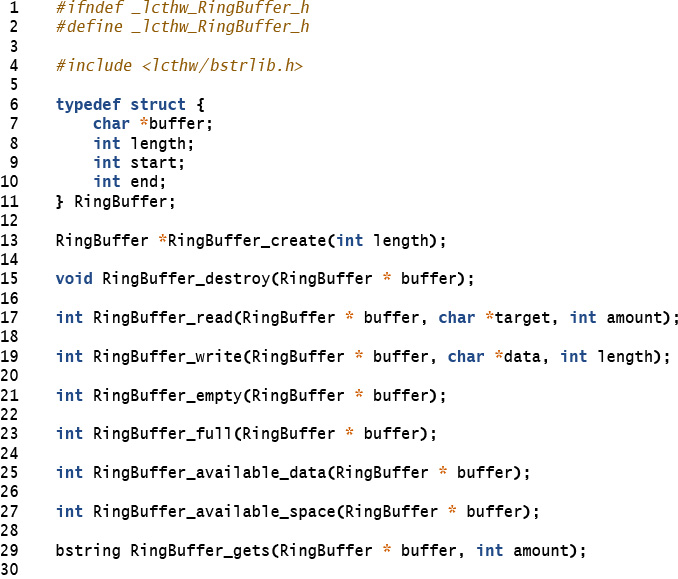 1 #ifndef _lcthw_RingBuffer_h
2 #define _lcthw_RingBuffer_h
3
4 #include <lcthw/bstrlib.h>
5
6 typedef struct {
7     char *buffer;
8     int length;
9     int start;
10     int end;
11 } RingBuffer;
12
13 RingBuffer *RingBuffer_create(int length);
14
15 void RingBuffer_destroy(RingBuffer * buffer);
16
17 int RingBuffer_read(RingBuffer * buffer, char *target, int amount);
18
19 int RingBuffer_write(RingBuffer * buffer, char *data, int length);
20
21 int RingBuffer_empty(RingBuffer * buffer);
22
23 int RingBuffer_full(RingBuffer * buffer);
24
25 int RingBuffer_available_data(RingBuffer * buffer);
26
27 int RingBuffer_available_space(RingBuffer * buffer);
28
29 bstring RingBuffer_gets(RingBuffer * buffer, int amount);
30